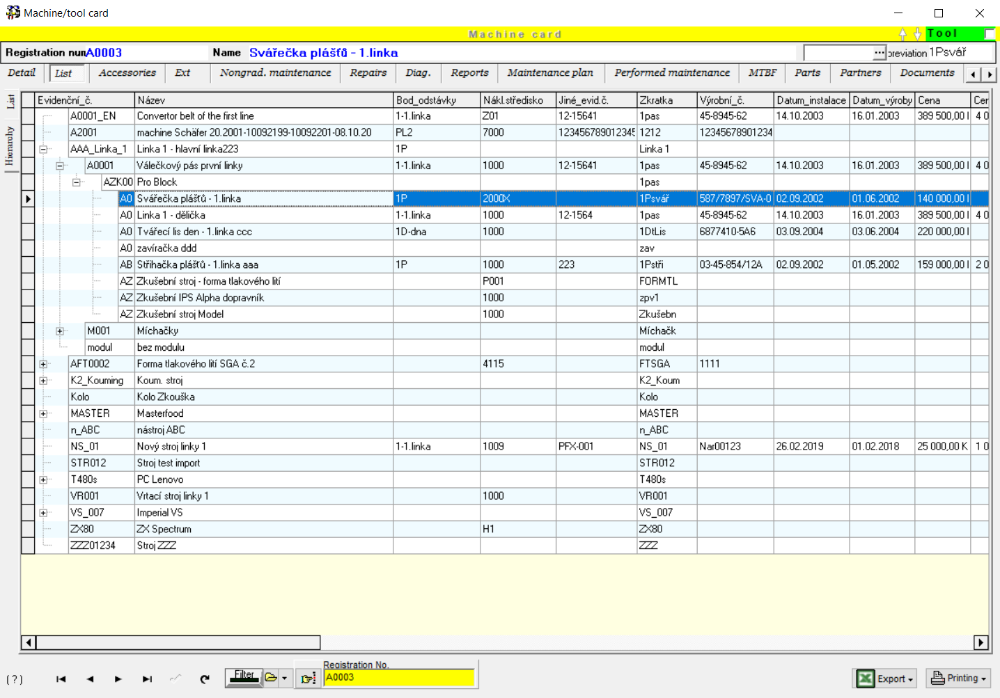 Machine/tool card
Machine card
Tool
Registration num A0003 Name Svářečka plášťů - 1.linka ... breviation 1Psvář
Detail List Accessories Ext Nongrad. maintenance Repairs Diag. Reports Maintenance plan Performed maintenance MTBF Parts Partners Documents
List
Hierarchy
Evidenční_č. Název Bod_odstávky Nákl.středisko Jiné_evid.č. Zkratka Výrobní_č. Datum_instalace Datum_výroby Cena Cer
A0001_EN Convertor belt of the first line 1-1.linka Z01 12-15641 1pas 45-8945-62 14.10.2003 16.01.2003 389 500,00 4 0
A2001 machine Schäfer 20.2001-10092199-10092201-08.10.20 PL2 7000 123456789012345 1212 12345678901234
AAA_Linka_1 Linka 1 - hlavní linka223 1P Linka 1
A0001 Válečkový pás první linky 1-1.linka 1000 12-15641 1pas 45-8945-62 14.10.2003 16.01.2003 389 500,00 4 0
AZK00 Pro Block 1pas
A0 Svářečka plášťů - 1.linka 1P 2000X 1Psvář 587/7897/SVA-0 02.09.2002 01.06.2002 140 000,00
A0 Linka 1 - dělička 1-1.linka 1000 12-1564 1pas 45-8945-62 14.10.2003 16.01.2003 389 500,00 4 0
A0 Tvářecí lis den - 1.linka ccc 1D-dna 1000 1DtLis 6877410-5A6 03.09.2004 03.06.2004 220 000,00
A0 zavíračka ddd zav
AB Střihačka plášťů - 1.linka aaa 1P 1000 223 1Pstři 03-45-854/12A 02.09.2002 01.05.2002 159 000,00 2 0
AZ Zkušební stroj - forma tlakového lití P001 FORMTL
AZ Zkušební IPS Alpha dopravník 1000 zpv1
AZ Zkušební stroj Model 1000 Zkušebn
M001 Míchačky Míchačk
modul bez modulu modul
AFT0002 Forma tlakového lití SGA č.2 4115 FTSGA 1111
K2_Kouming Koum. stroj K2_Koum
Kolo Kolo Zkouška Kolo
MASTER Masterfood MASTER
n_ABC nástroj ABC n_ABC
NS_01 Nový stroj linky 1 1-1.linka 1009 PFX-001 NS_01 Nar00123 26.02.2019 01.02.2018 25 000,00 K 1 0
STR012 Stroj test import STR012
T480s PC Lenovo T480s
VR001 Vrtací stroj linky 1 1000 VR001
VS_007 Imperial VS VS_007
ZX80 ZX Spectrum H1 ZX80
ZZZ01234 Stroj ZZZ ZZZ
Registration No.
(?) Filter A0003 Export Printing